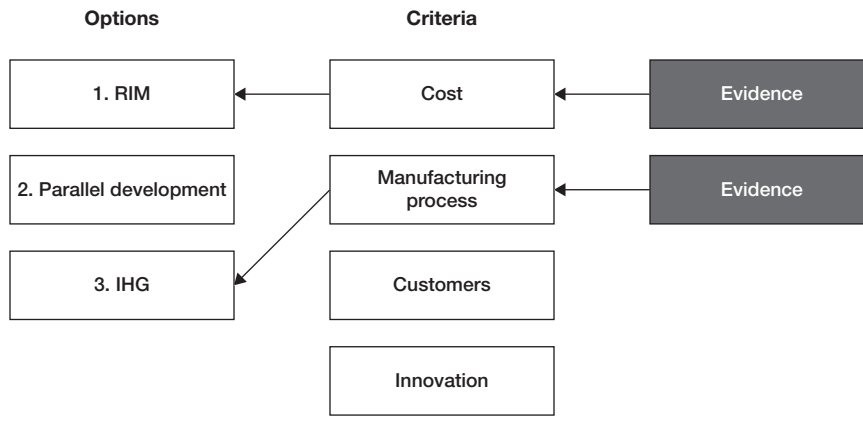 Options
Criteria
1. RIM
Cost
Evidence
2. Parallel development
Manufacturing
process
Evidence
3. IHG
Customers
Innovation